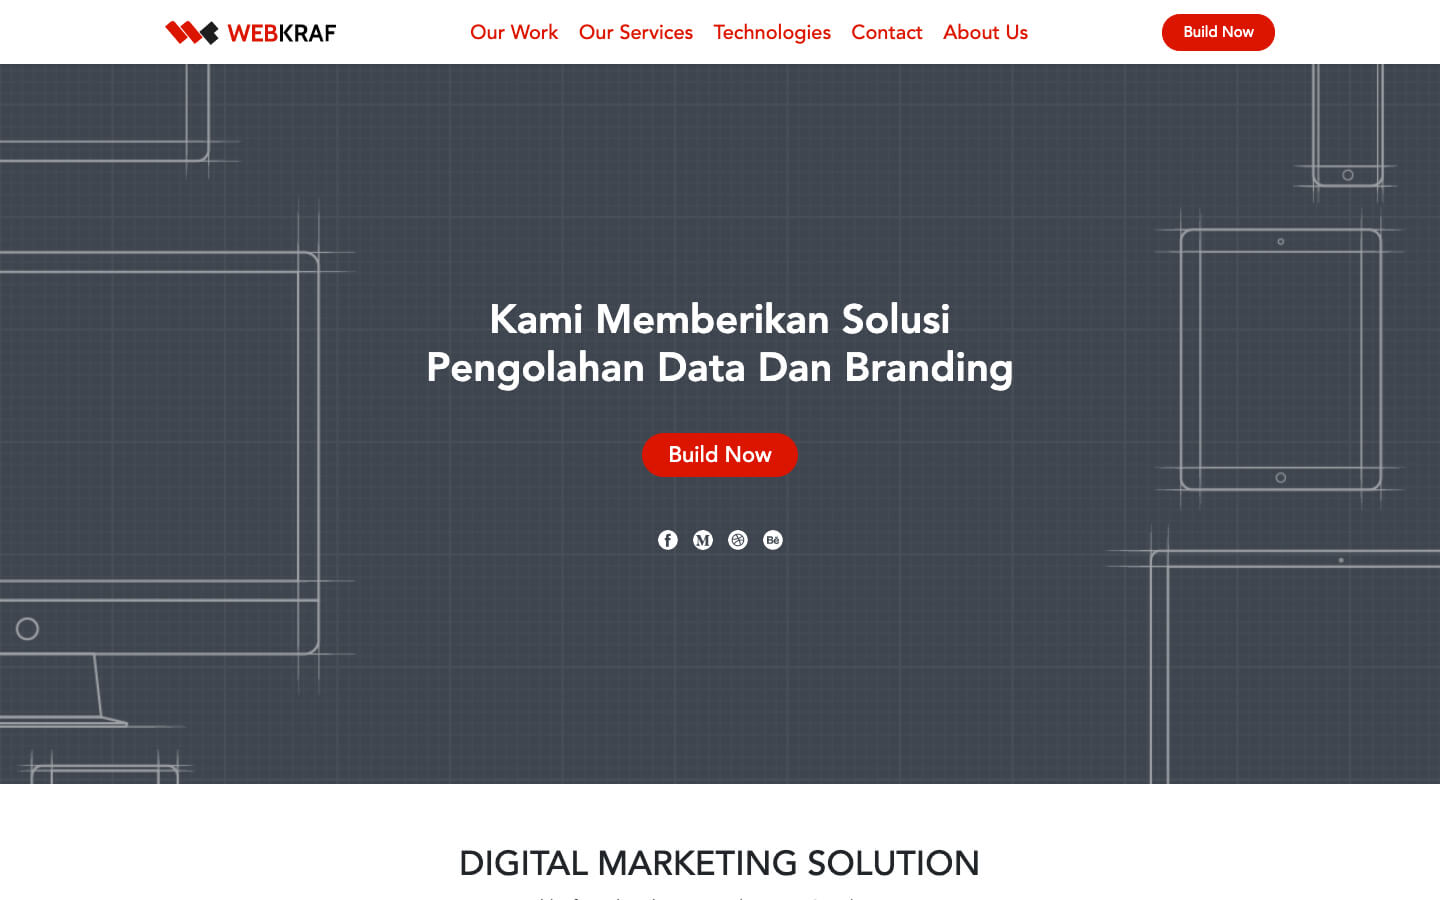 WEBKRAF
Our Work
Our Services
Technologies
Contact
About Us
Build Now
Kami Memberikan Solusi
Pengolahan Data Dan Branding
Build Now
DIGITAL MARKETING SOLUTION